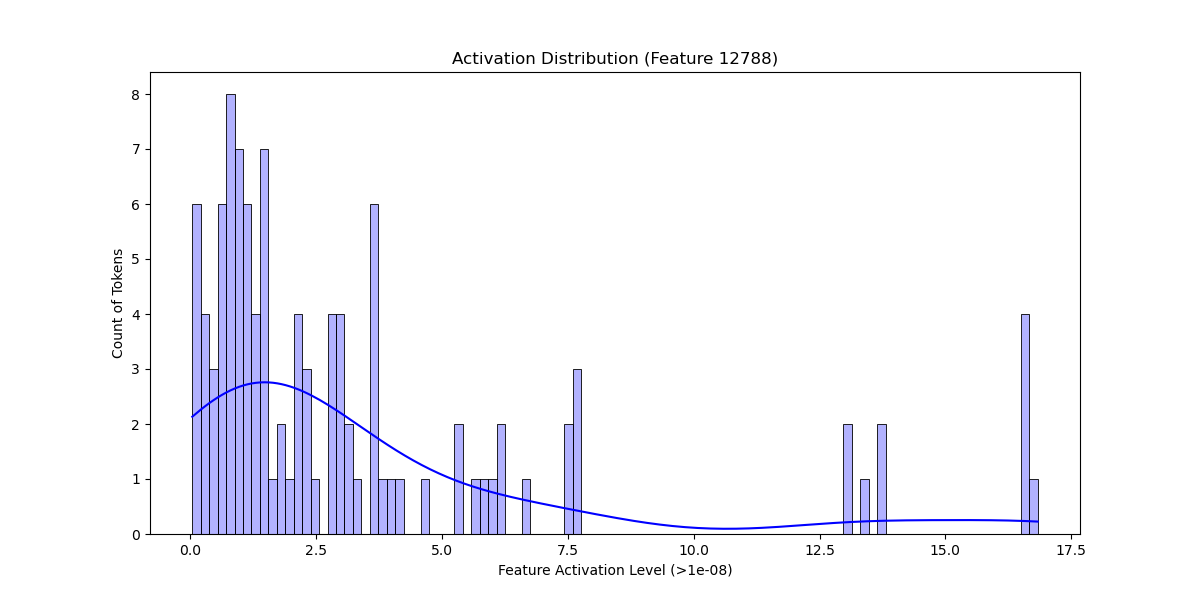 Activation Distribution (Feature 12788)
Count of Tokens
8
7
6
5
4
3
2
1
0
0.0 2.5 5.0 7.5 10.0 12.5 15.0 17.5
Feature Activation Level (>1e-08)